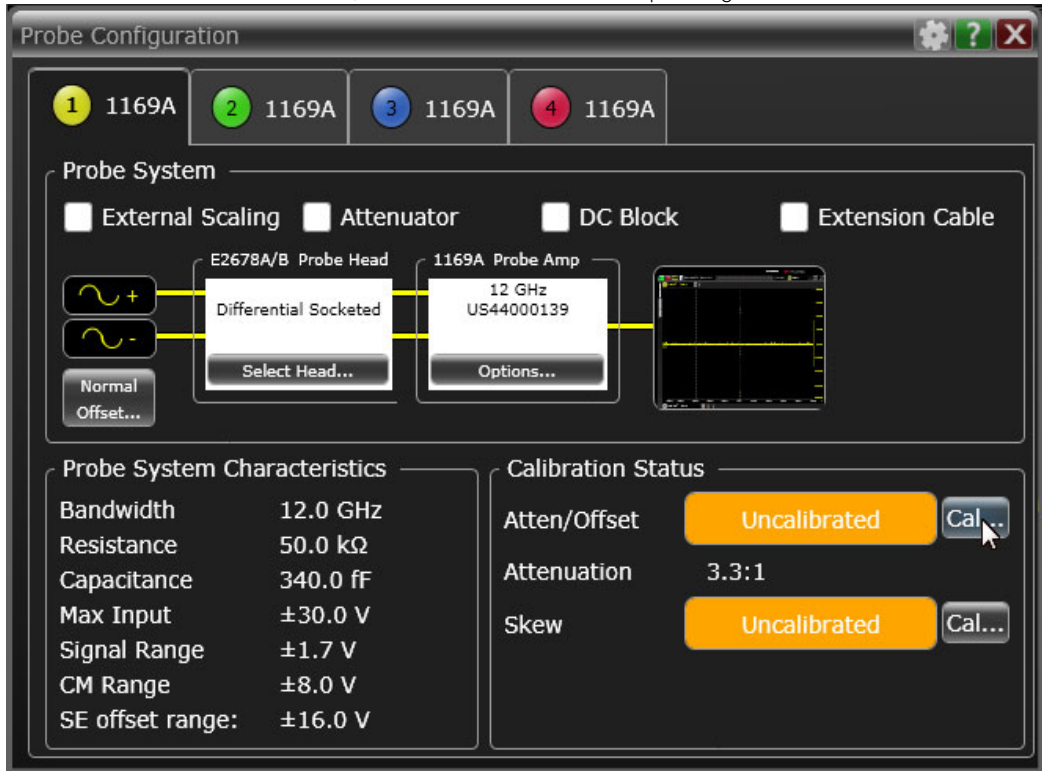 Probe Configuration ?
1 1169A 2 1169A 3 1169A 4 1169A
Probe System
External Scaling Attenuator DC Block Extension Cable
E2678A/B Probe Head 1169A Probe Amp
+
-
Differential Socketed
12 GHz
US44000139
Select Head... Options...
Normal
Offset...
Probe System Characteristics Calibration Status
Bandwidth 12.0 GHz
Resistance 50.0 kΩ
Capacitance 340.0 fF
Max Input ±30.0 V
Signal Range ±1.7 V
CM Range ±8.0 V
SE offset range: ±16.0 V
Atten/Offset Uncalibrated Cal...
Attenuation 3.3:1
Skew Uncalibrated Cal...